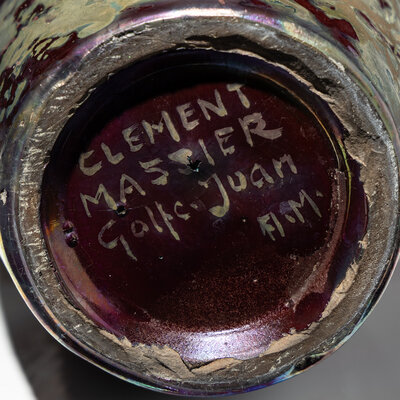 CLEMENT
MASSIER
Golfe. Juan